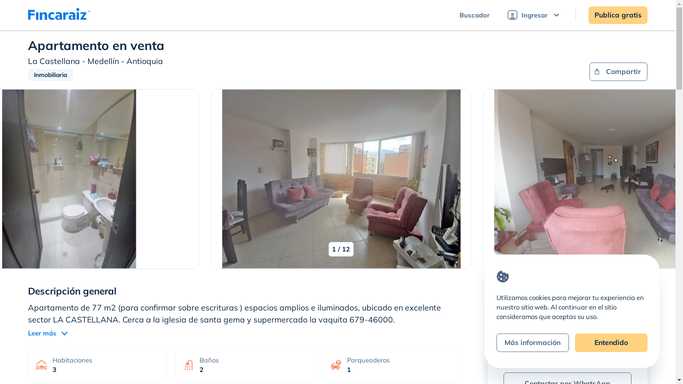 Fincaraiz
Buscador
Ingresar
Publica gratis
Apartamento en venta
La Castellana - Medellín - Antioquia
Inmobiliaria
Compartir
1 / 12
Descripción general
Apartamento de 77 m2 (para confirmar sobre escrituras ) espacios amplios e iluminados, ubicado en excelente
sector LA CASTELLANA. Cerca a la iglesia de santa gema y supermercado la vaquita 679-46000.
Leer más
Habitaciones
3
Baños
2
Parqueaderos
1
Utilizamos cookies para mejorar tu experiencia en
nuestro sitio web. Al continuar en el sitio
consideramos que aceptas su uso.
Más información
Entendido
Contactar por WhatsApp